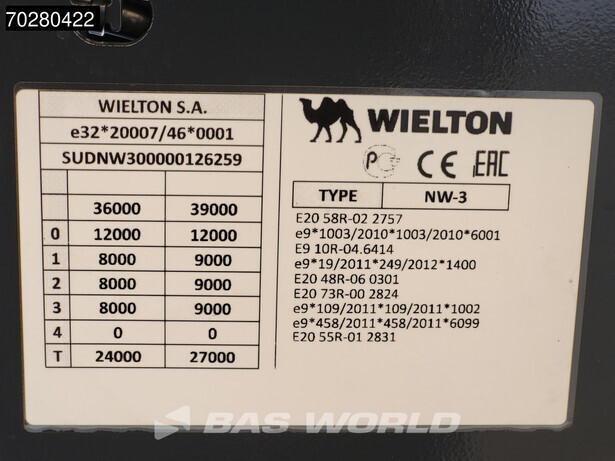 70280422
WIELTON S.A.
e32*20007/46*0001
SUDNW300000126259
36000 39000
0 12000 12000
1 8000 9000
2 8000 9000
3 8000 9000
4 0 0
T 24000 27000
WIELTON
PC CE EAC
TYPE NW-3
E20 58R-02 2757
e9*1003/2010*1003/2010*6001
E9 10R-04.6414
e9*19/2011*249/2012*1400
E20 48R-06 0301
E20 73R-00 2824
e9*109/2011*109/2011*1002
e9*458/2011*458/2011*6099
E20 55R-01 2831
BAS WORLD